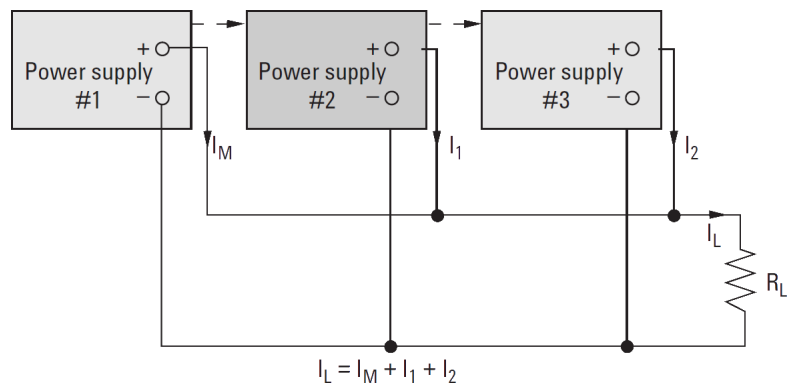 +
Power supply
#1
−
+
Power supply
#2
−
+
Power supply
#3
−
I_M
I_1
I_2
I_L
R_L
I_L = I_M + I_1 + I_2